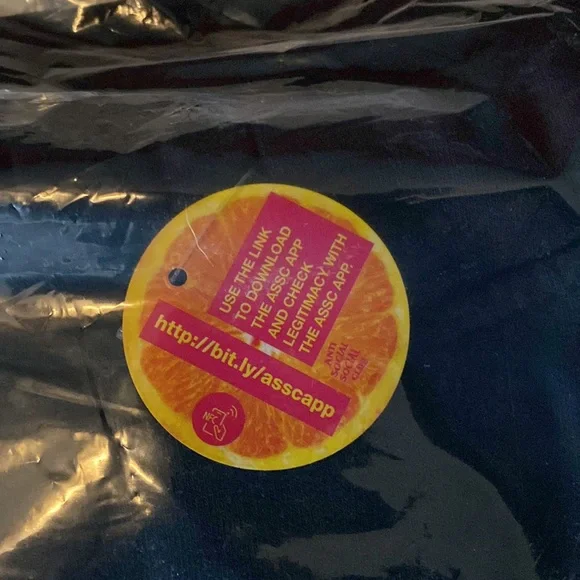 USE THE LINK
TO DOWNLOAD
THE ASSC APP
AND CHECK
LEGITIMACY WITH
THE ASSC APP.
http://bit.ly/asscapp
ANTI
SOCIAL
SOCIAL
CLUB